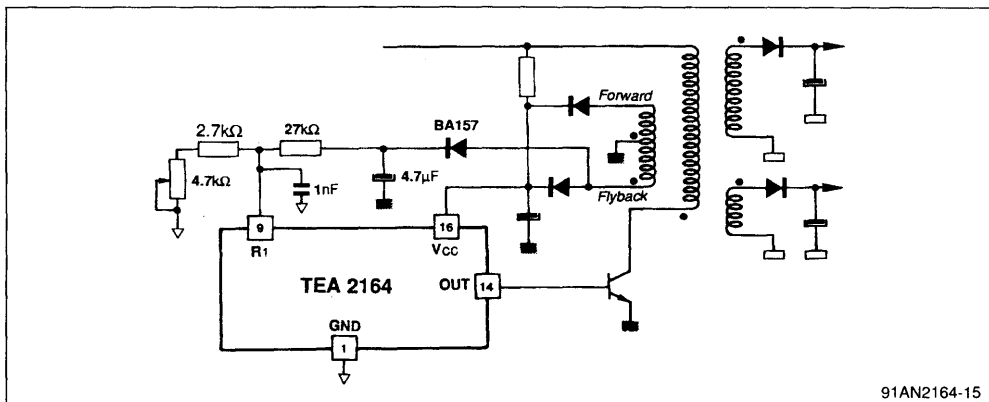 Forward
BA157
2.7kΩ
27kΩ
4.7kΩ
1nF
4.7µF
Flyback
9
R1
16
VCC
TEA 2164
OUT
14
GND
1
91AN2164-15